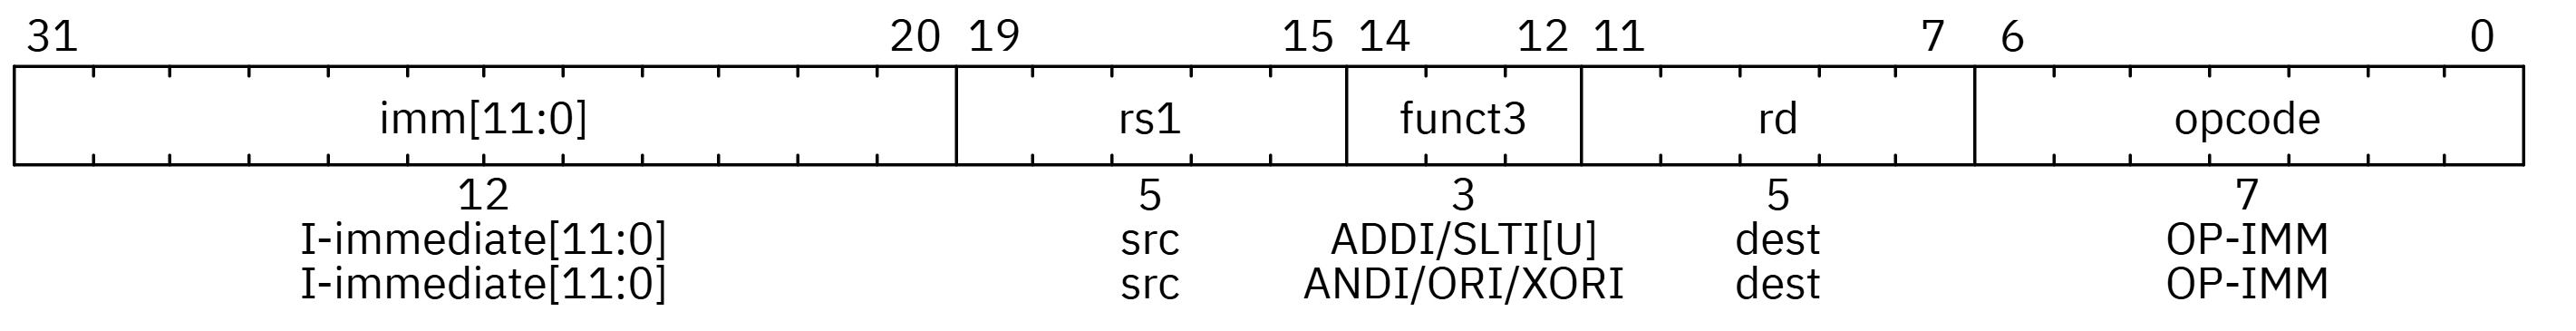 31 20 19 15 14 12 11 7 6 0
imm[11:0] rs1 funct3 rd opcode
12 5 3 5 7
I-immediate[11:0] src ADDI/SLTI[U] dest OP-IMM
I-immediate[11:0] src ANDI/ORI/XORI dest OP-IMM